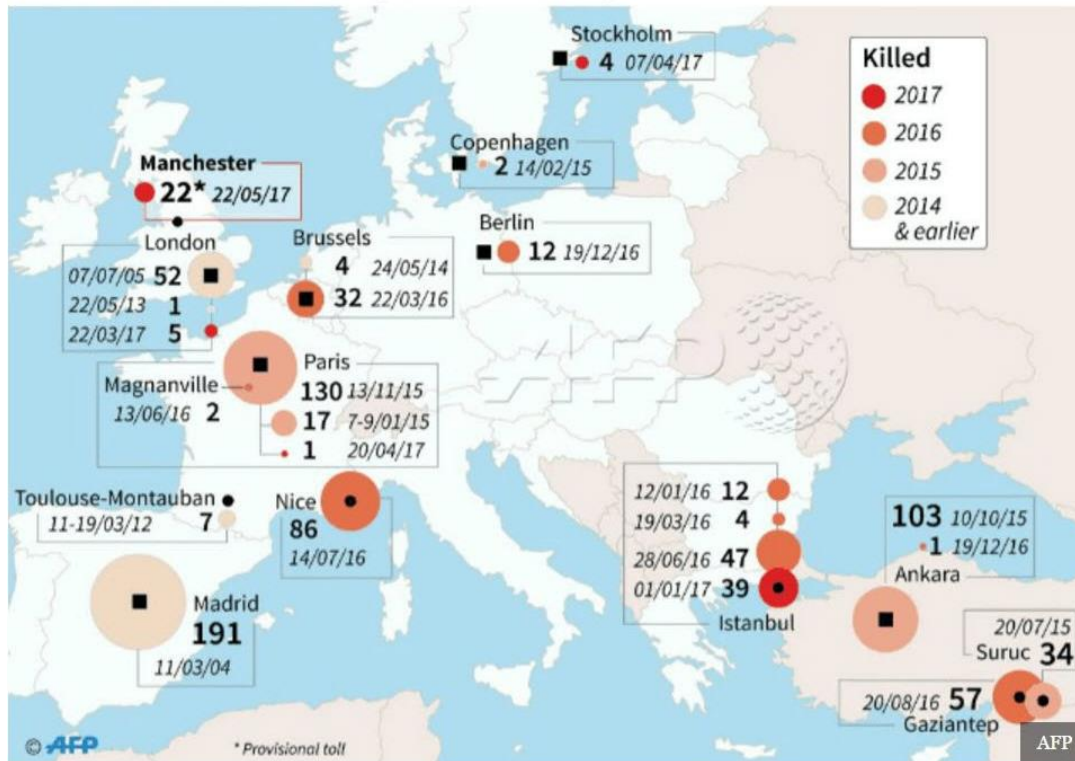 Stockholm
4 07/04/17
Killed
2017
2016
2015
2014
& earlier
Copenhagen
2 14/02/15
Manchester
22* 22/05/17
Berlin
12 19/12/16
London
07/07/05 52
22/05/13 1
22/03/17 5
Brussels
4 24/05/14
32 22/03/16
Paris
130 13/11/15
Magnanville
13/06/16 2
17 7-9/01/15
1 20/04/17
AFP
Toulouse-Montauban
11-19/03/12 7
Nice
86
14/07/16
12/01/16 12
19/03/16 4
28/06/16 47
01/01/17 39
Istanbul
103 10/10/15
1 19/12/16
Ankara
Madrid
191
11/03/04
20/07/15
Suruc 34
20/08/16 57
Gaziantep
© AFP
* Provisional toll
AFP